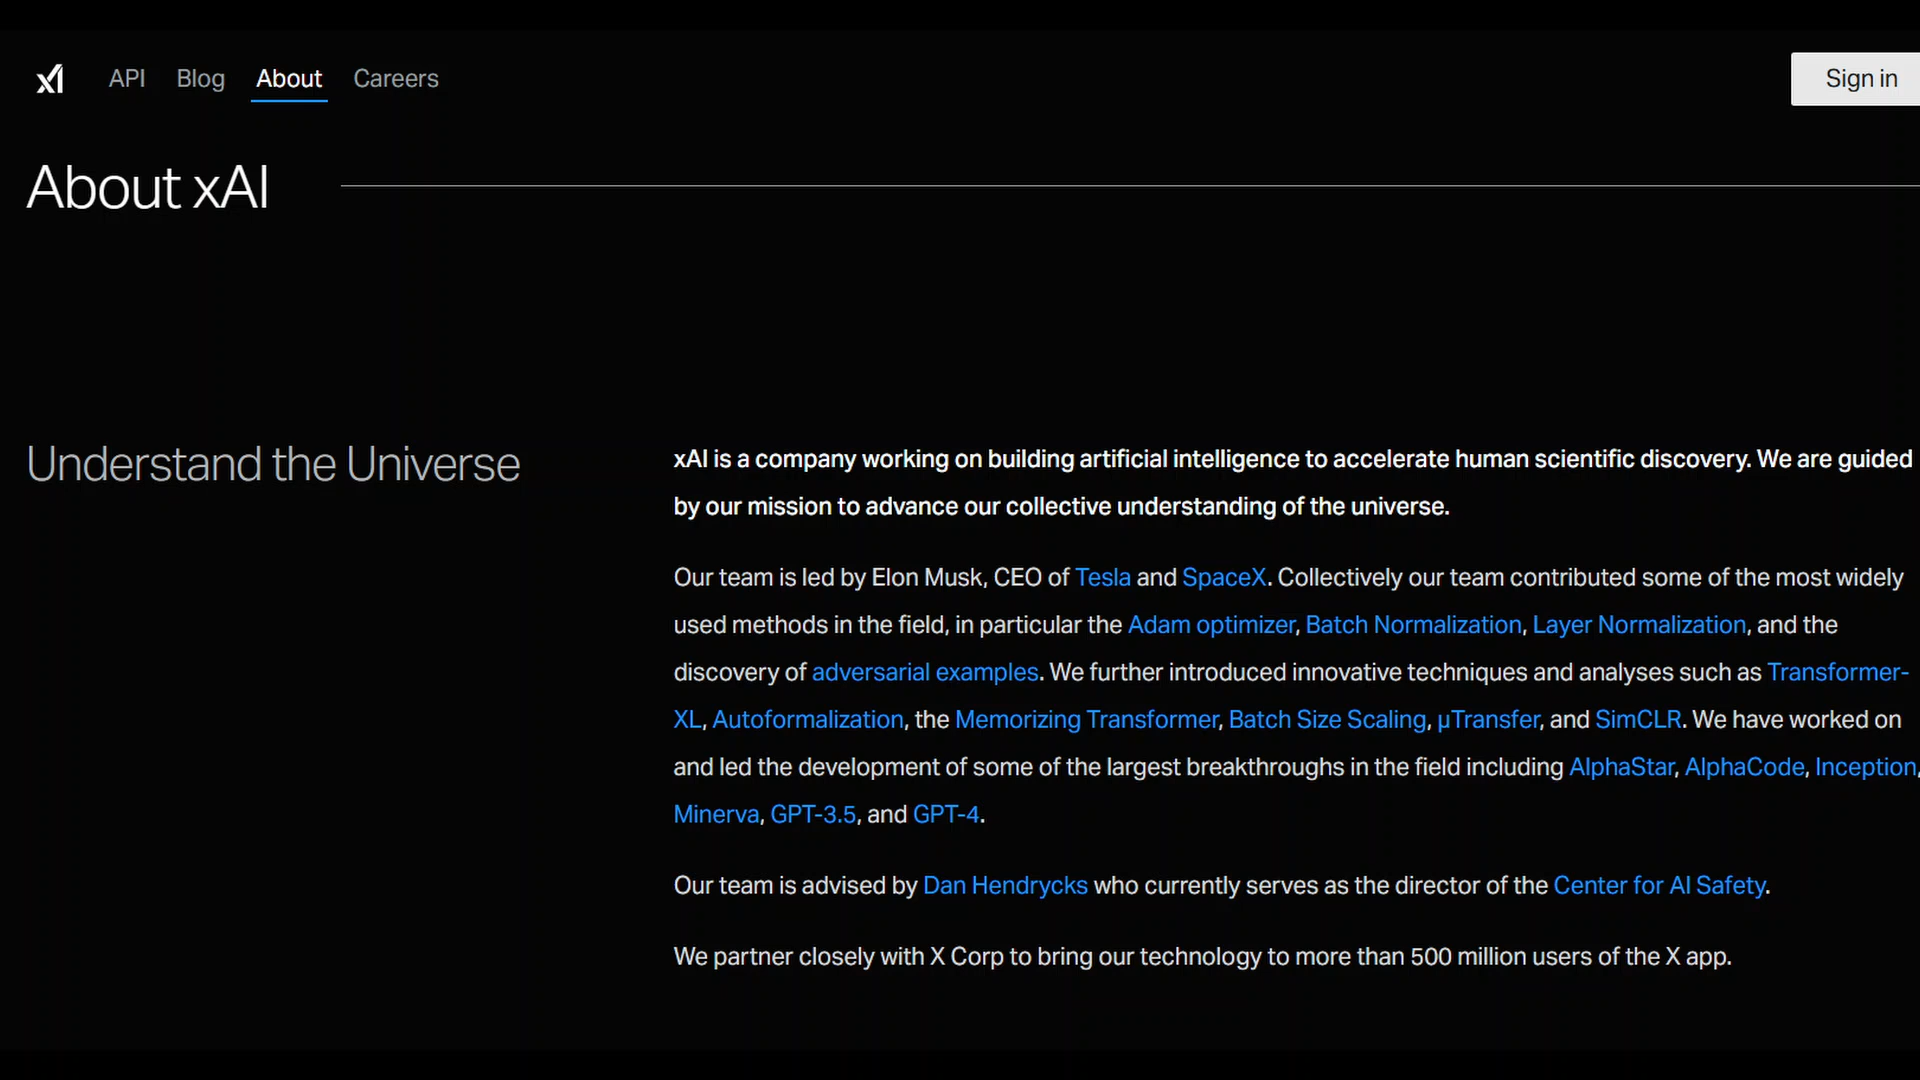 xAI
API Blog About Careers
Sign in
About xAI
Understand the Universe
xAI is a company working on building artificial intelligence to accelerate human scientific discovery. We are guided
by our mission to advance our collective understanding of the universe.
Our team is led by Elon Musk, CEO of Tesla and SpaceX. Collectively our team contributed some of the most widely
used methods in the field, in particular the Adam optimizer, Batch Normalization, Layer Normalization, and the
discovery of adversarial examples. We further introduced innovative techniques and analyses such as Transformer-
XL, Autoformalization, the Memorizing Transformer, Batch Size Scaling, μTransfer, and SimCLR. We have worked on
and led the development of some of the largest breakthroughs in the field including AlphaStar, AlphaCode, Inception,
Minerva, GPT-3.5, and GPT-4.
Our team is advised by Dan Hendrycks who currently serves as the director of the Center for AI Safety.
We partner closely with X Corp to bring our technology to more than 500 million users of the X app.